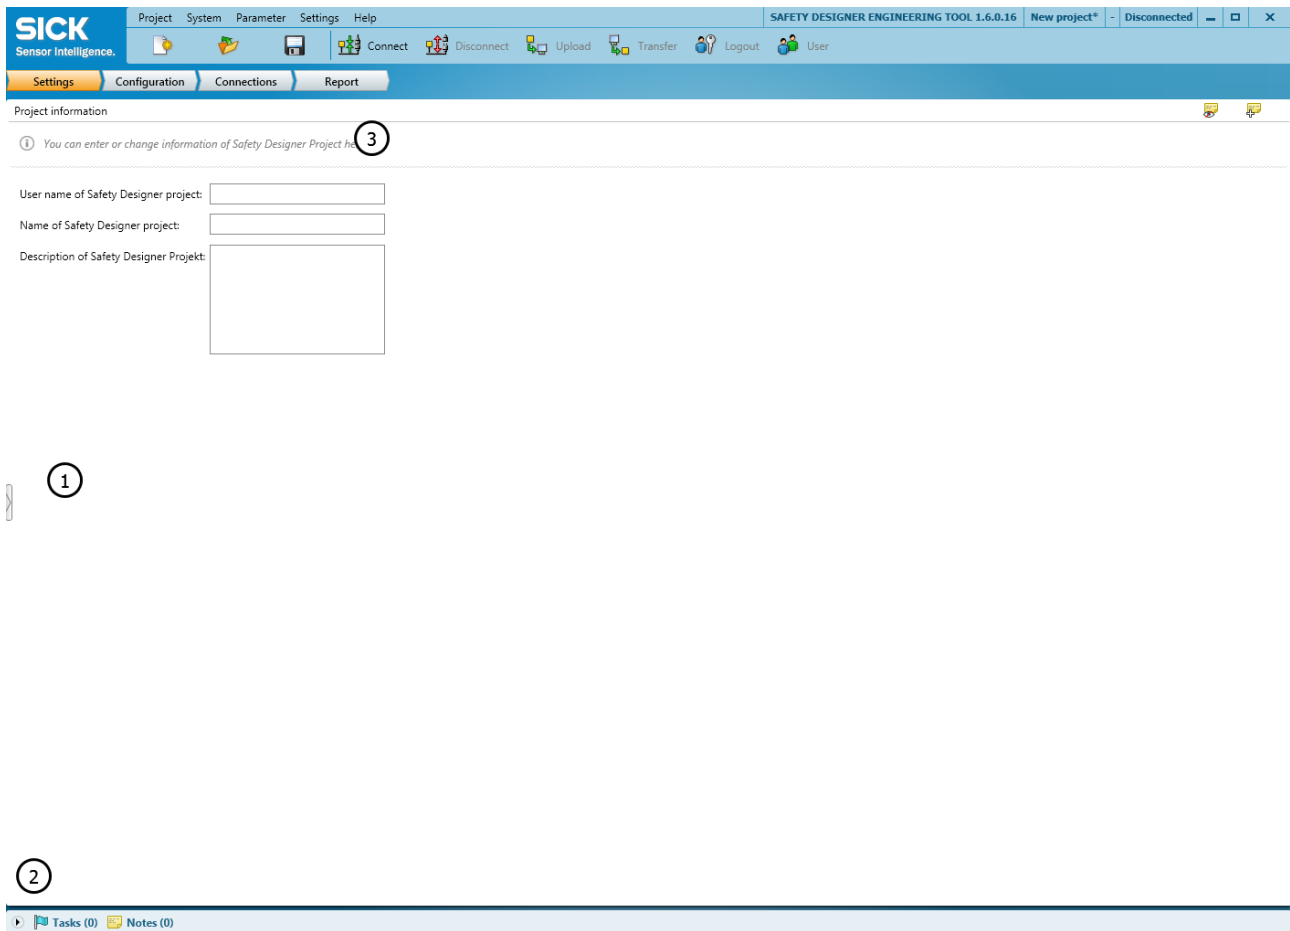 SICK
Sensor Intelligence.
Project System Parameter Settings Help
SAFETY DESIGNER ENGINEERING TOOL 1.6.0.16 New project* - Disconnected
Connect Disconnect Upload Transfer Logout User
Settings Configuration Connections Report
Project information
You can enter or change information of Safety Designer Project he
3
User name of Safety Designer project:
Name of Safety Designer project:
Description of Safety Designer Projekt:
1
2
Tasks (0) Notes (0)